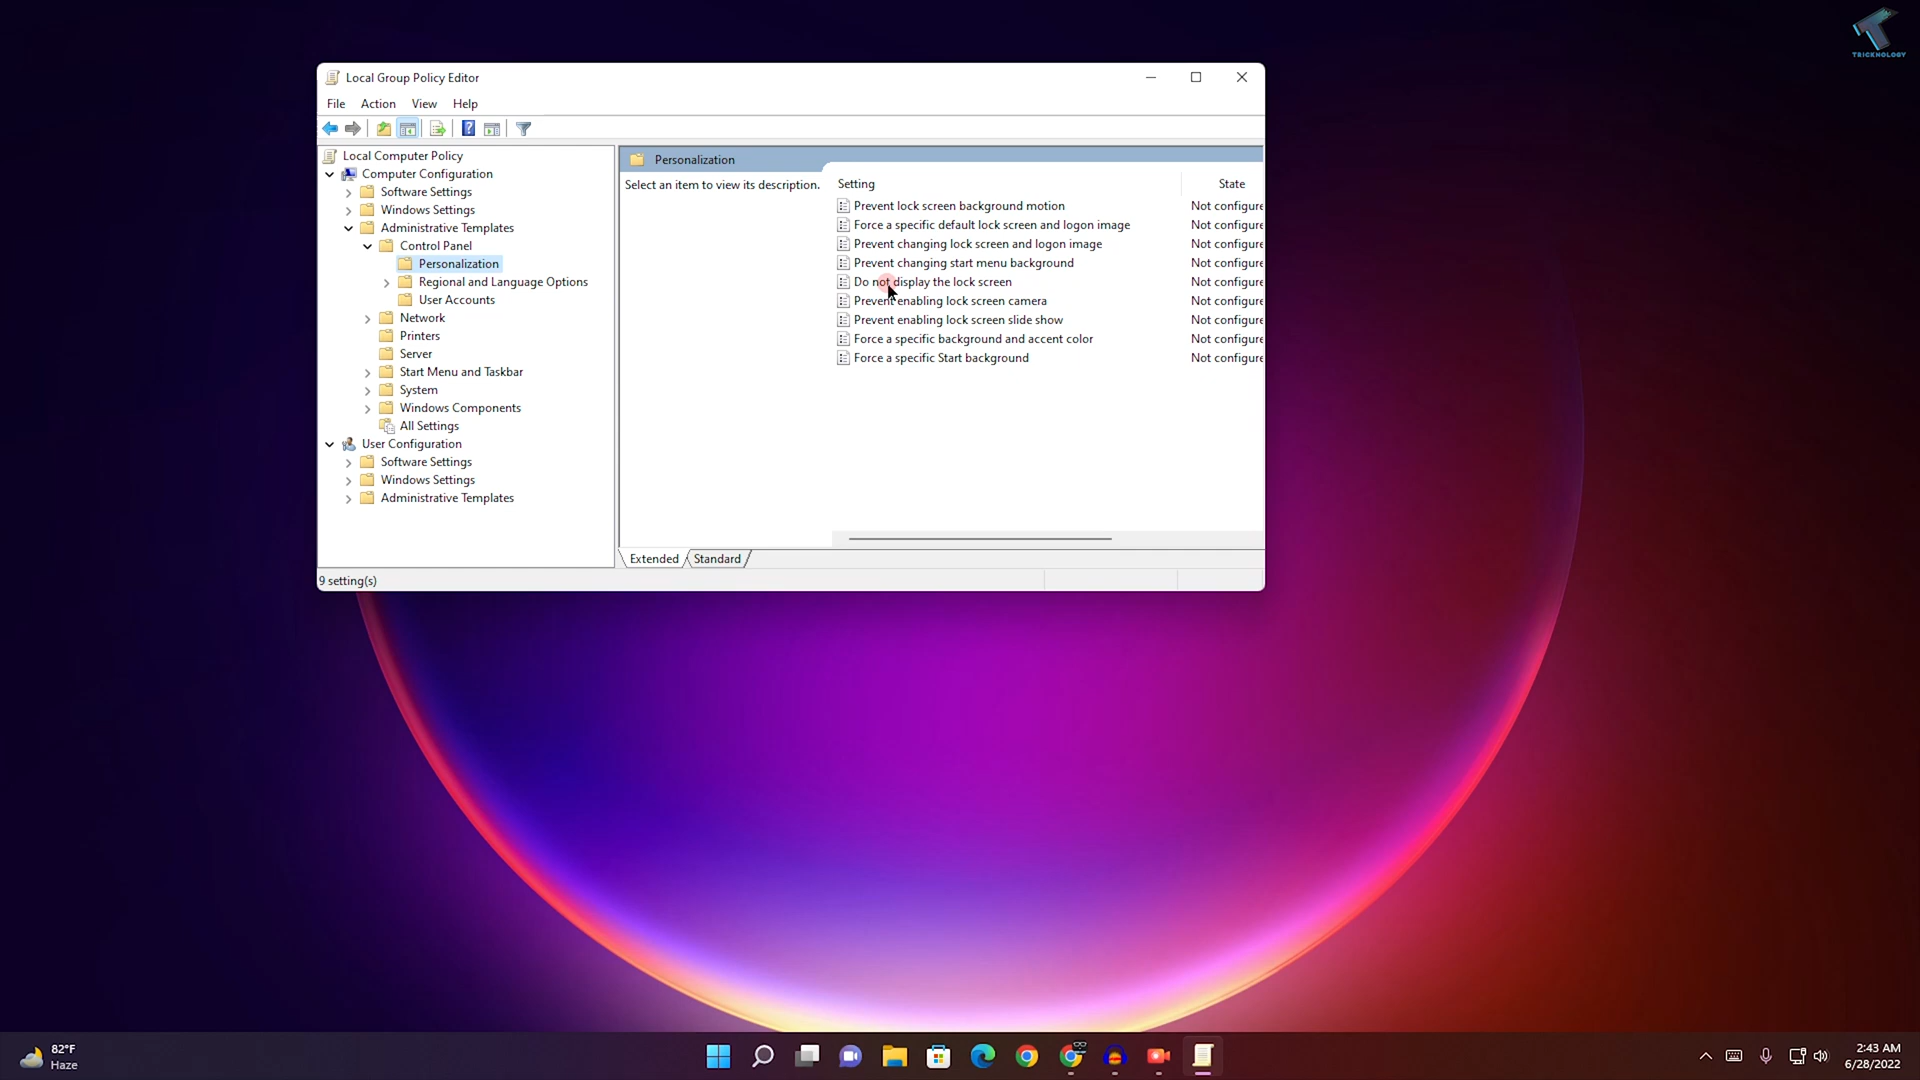 TRICKNOLOGY
Local Group Policy Editor
File Action View Help
Local Computer Policy
Computer Configuration
Software Settings
Windows Settings
Administrative Templates
Control Panel
Personalization
Regional and Language Options
User Accounts
Network
Printers
Server
Start Menu and Taskbar
System
Windows Components
All Settings
User Configuration
Software Settings
Windows Settings
Administrative Templates
Personalization
Select an item to view its description.
Setting State
Prevent lock screen background motion Not configure
Force a specific default lock screen and logon image Not configure
Prevent changing lock screen and logon image Not configure
Prevent changing start menu background Not configure
Do not display the lock screen Not configure
Prevent enabling lock screen camera Not configure
Prevent enabling lock screen slide show Not configure
Force a specific background and accent color Not configure
Force a specific Start background Not configure
Extended Standard
9 setting(s)
82°F
Haze
2:43 AM
6/28/2022